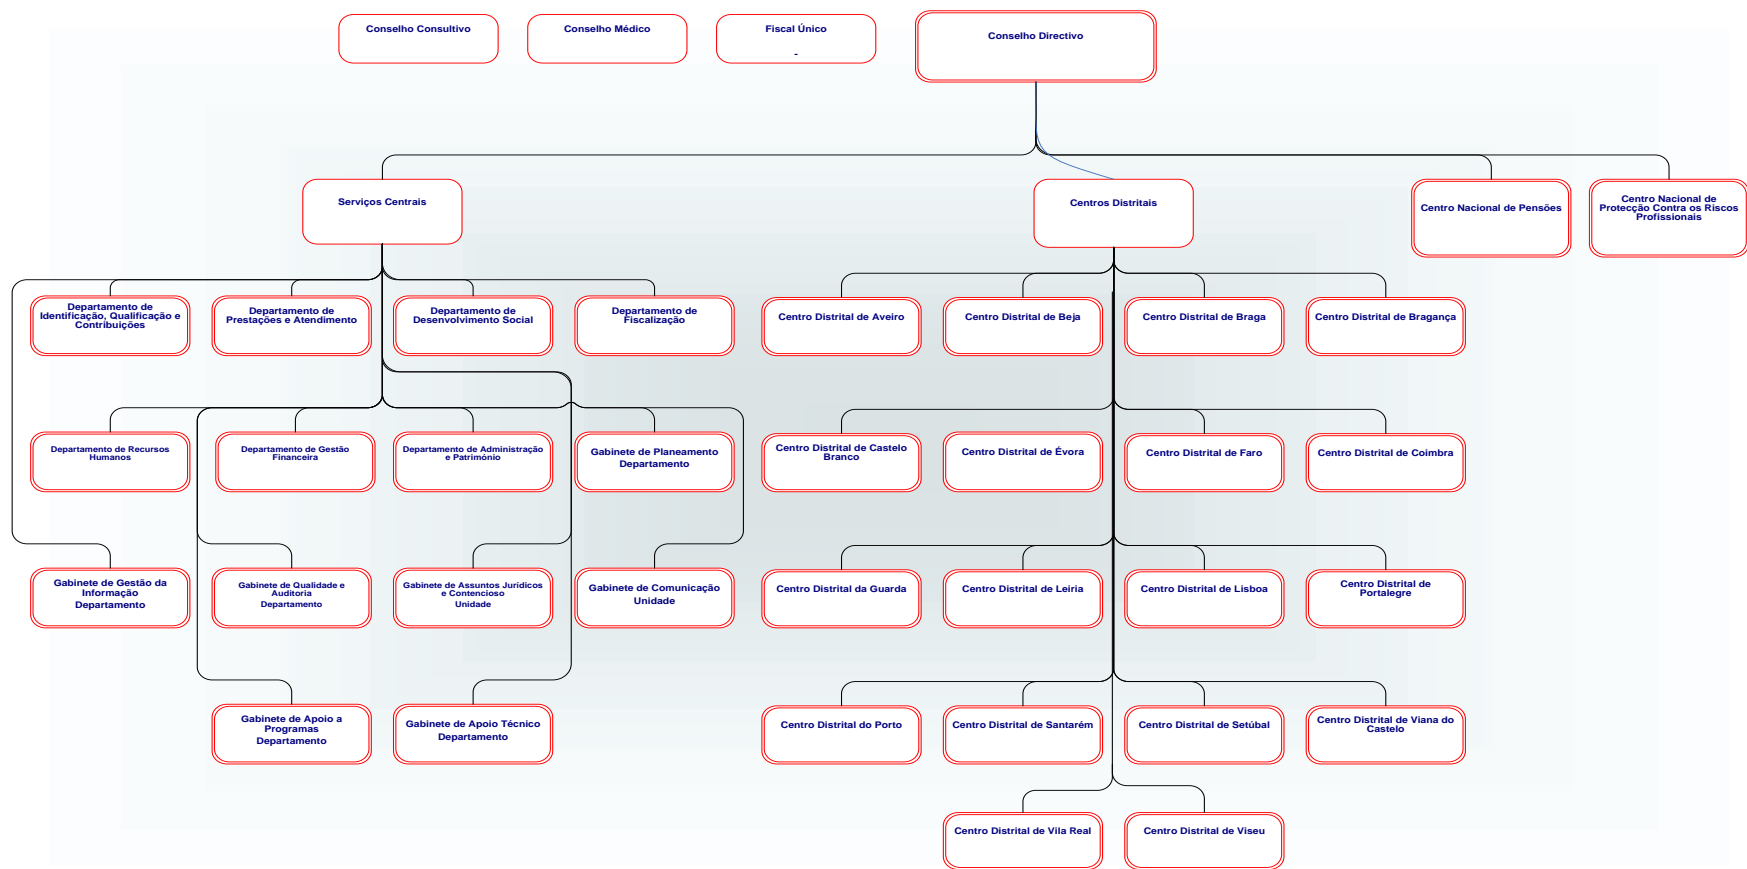 Conselho Consultivo
Conselho Médico
Fiscal Único
-
Conselho Directivo
Serviços Centrais
Centros Distritais
Centro Nacional de Pensões
Centro Nacional de
Protecção Contra os Riscos
Profissionais
Departamento de
Identificação, Qualificação e
Contribuições
Departamento de
Prestações e Atendimento
Departamento de
Desenvolvimento Social
Departamento de
Fiscalização
Centro Distrital de Aveiro
Centro Distrital de Beja
Centro Distrital de Braga
Centro Distrital de Bragança
Departamento de Recursos
Humanos
Departamento de Gestão
Financeira
Departamento de Administração
e Património
Gabinete de Planeamento
Departamento
Centro Distrital de Castelo
Branco
Centro Distrital de Évora
Centro Distrital de Faro
Centro Distrital de Coimbra
Gabinete de Gestão da
Informação
Departamento
Gabinete de Qualidade e
Auditoria
Departamento
Gabinete de Assuntos Jurídicos
e Contencioso
Unidade
Gabinete de Comunicação
Unidade
Centro Distrital da Guarda
Centro Distrital de Leiria
Centro Distrital de Lisboa
Centro Distrital de
Portalegre
Gabinete de Apoio a
Programas
Departamento
Gabinete de Apoio Técnico
Departamento
Centro Distrital do Porto
Centro Distrital de Santarém
Centro Distrital de Setúbal
Centro Distrital de Viana do
Castelo
Centro Distrital de Vila Real
Centro Distrital de Viseu